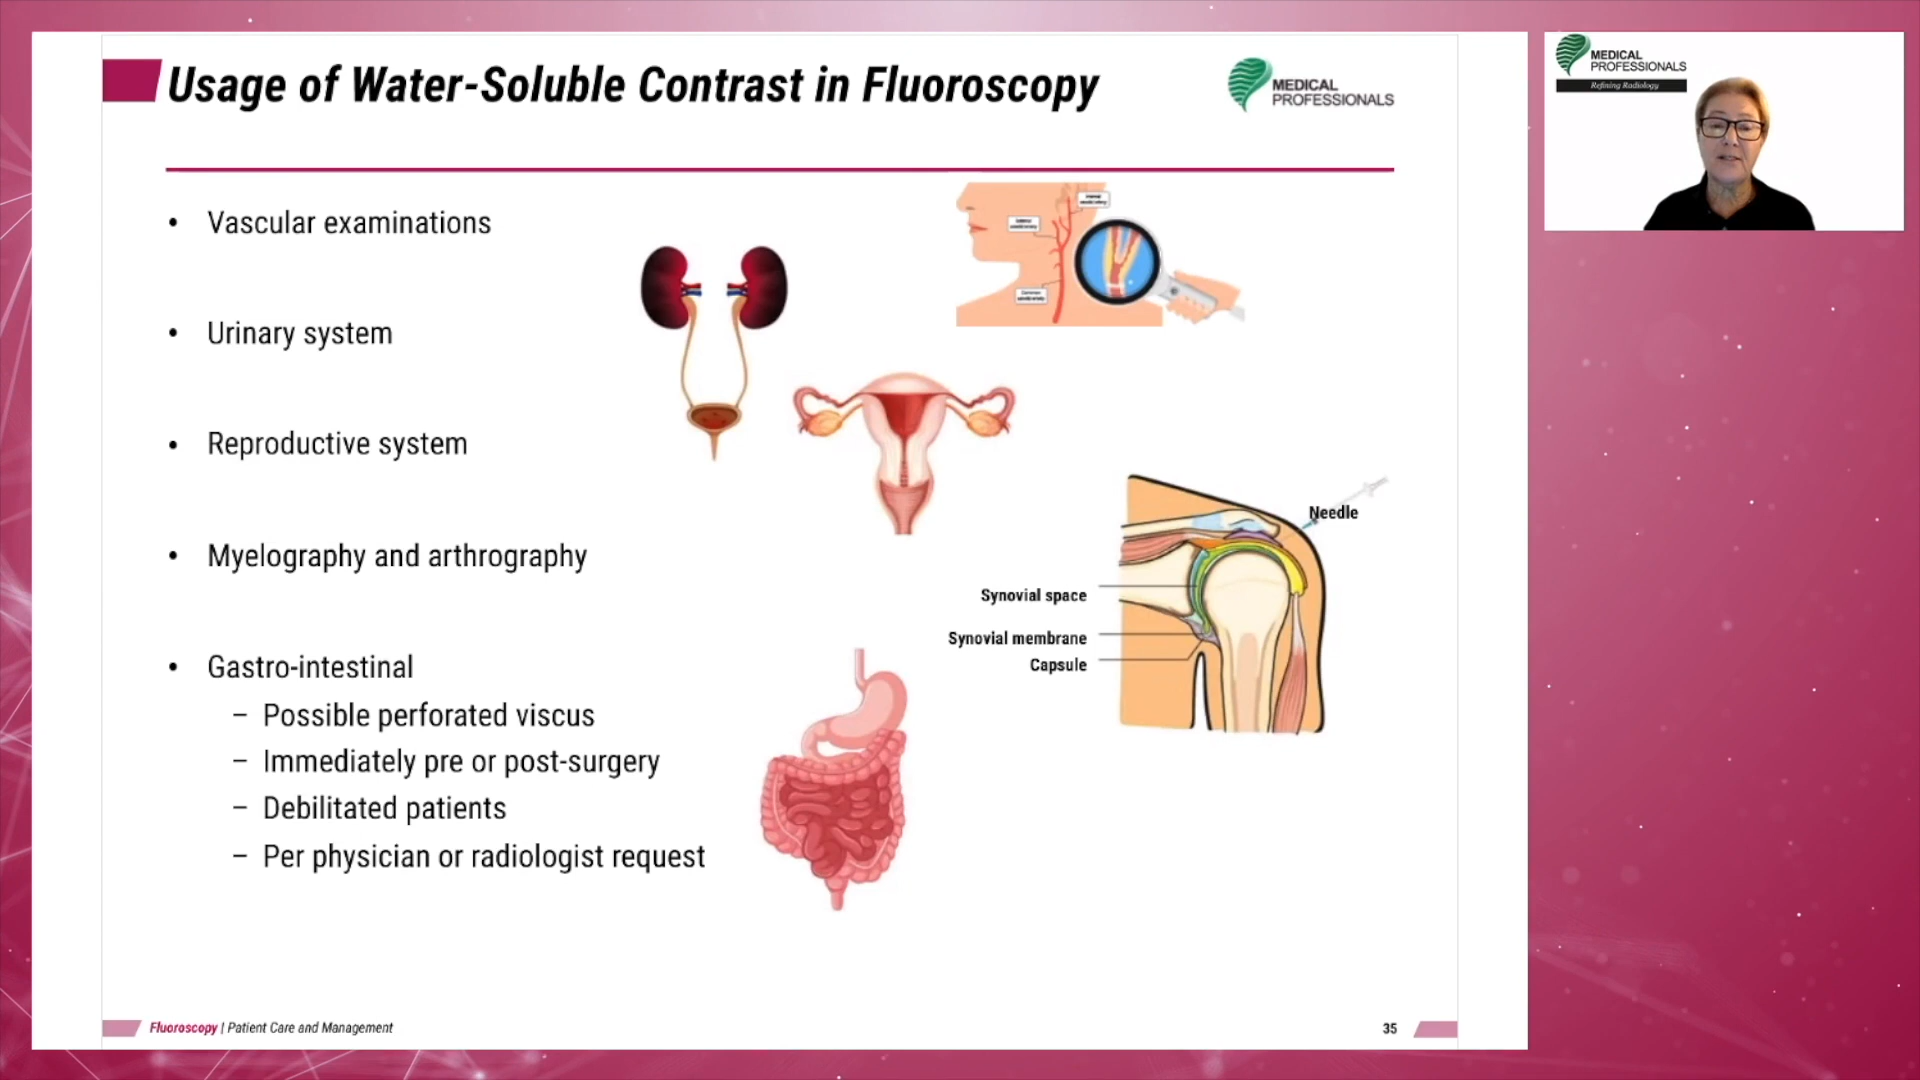 Usage of Water-Soluble Contrast in Fluoroscopy
MEDICAL
PROFESSIONALS
MEDICAL
PROFESSIONALS
Refining Radiology
• Vascular examinations
• Urinary system
• Reproductive system
• Myelography and arthrography
• Gastro-intestinal
– Possible perforated viscus
– Immediately pre or post-surgery
– Debilitated patients
– Per physician or radiologist request
Needle
Synovial space
Synovial membrane
Capsule
Fluoroscopy | Patient Care and Management
35